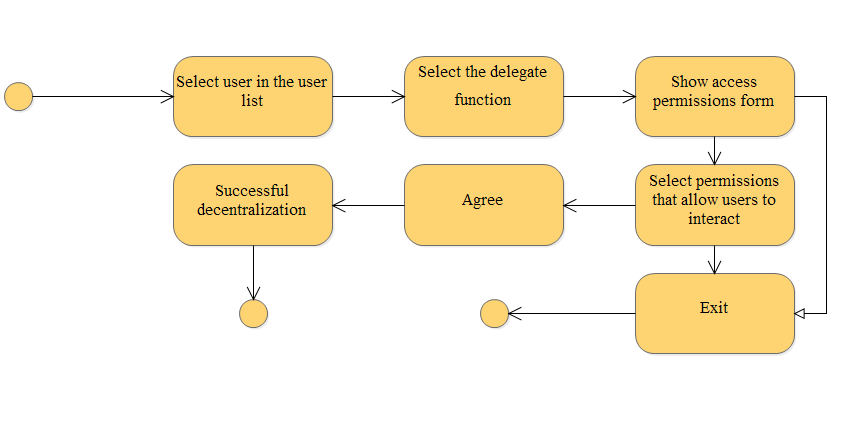 Select user in the user
list
Select the delegate
function
Show access
permissions form
Successful
decentralization
Agree
Select permissions
that allow users to
interact
Exit